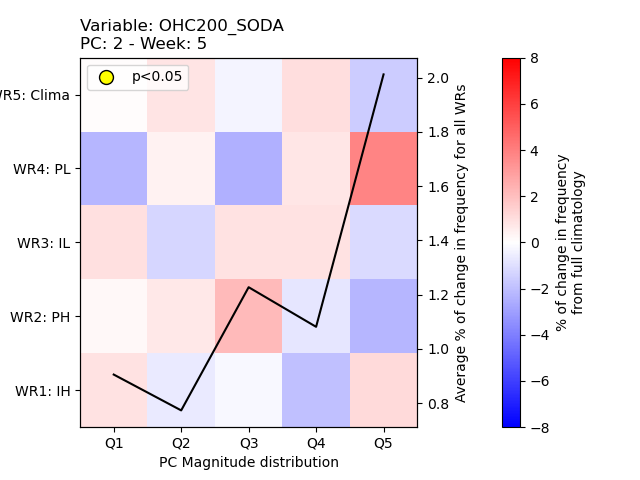 Variable: OHC200_SODA
PC: 2 - Week: 5
p<0.05
WR5: Clima
WR4: PL
WR3: IL
WR2: PH
WR1: IH
Q1 Q2 Q3 Q4 Q5
PC Magnitude distribution
2.0
1.8
1.6
1.4
1.2
1.0
0.8
Average % of change in frequency for all WRs
8
6
4
2
0
−2
−4
−6
−8
% of change in frequency
from full climatology